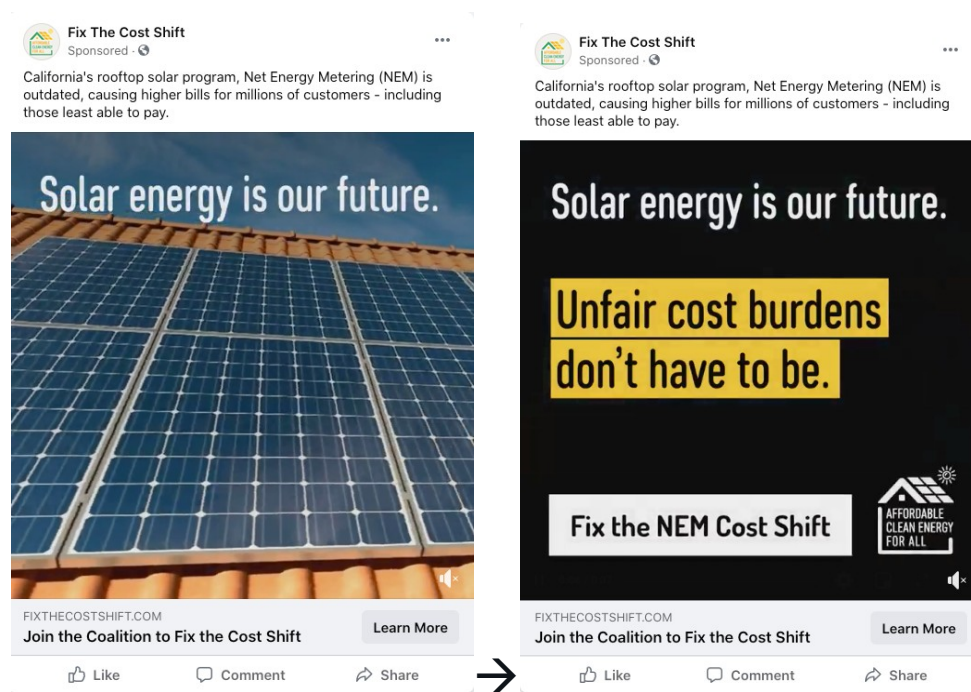 Fix The Cost Shift
Sponsored ·
California's rooftop solar program, Net Energy Metering (NEM) is
outdated, causing higher bills for millions of customers - including
those least able to pay.
Solar energy is our future.
FIXTHECOSTSHIFT.COM
Join the Coalition to Fix the Cost Shift
Learn More
Like
Comment
Share
Fix The Cost Shift
Sponsored ·
California's rooftop solar program, Net Energy Metering (NEM) is
outdated, causing higher bills for millions of customers - including
those least able to pay.
Solar energy is our future.
Unfair cost burdens
don't have to be.
Fix the NEM Cost Shift
AFFORDABLE
CLEAN ENERGY
FOR ALL
FIXTHECOSTSHIFT.COM
Join the Coalition to Fix the Cost Shift
Learn More
Like
Comment
Share